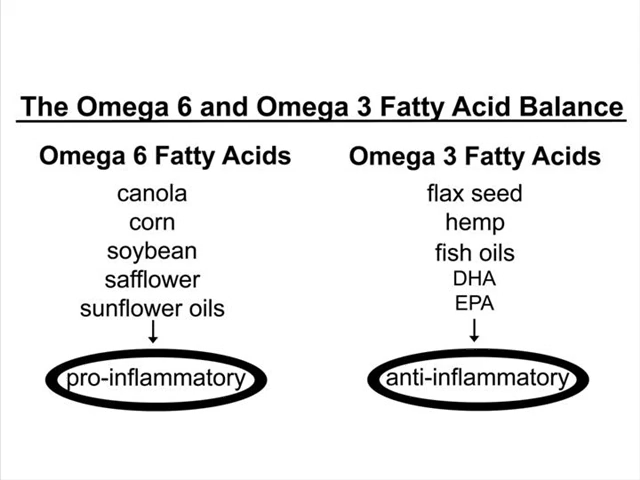 The Omega 6 and Omega 3 Fatty Acid Balance
Omega 6 Fatty Acids
canola
corn
soybean
safflower
sunflower oils
pro-inflammatory
Omega 3 Fatty Acids
flax seed
hemp
fish oils
DHA
EPA
anti-inflammatory